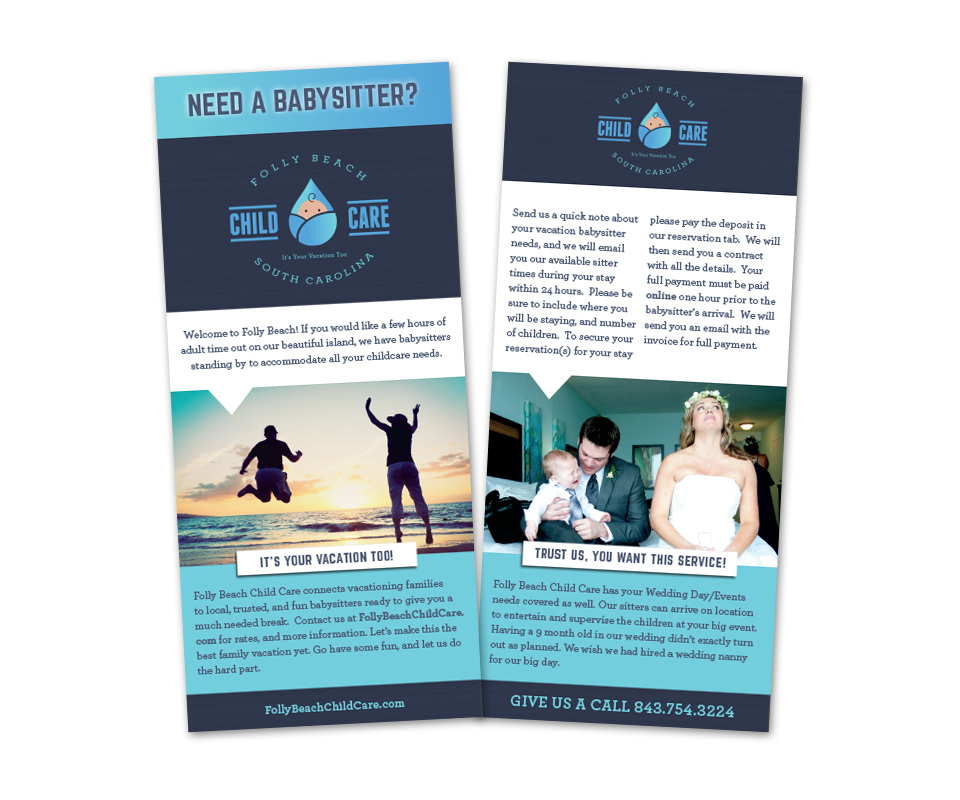 NEED A BABYSITTER?
FOLLY BEACH
CHILD CARE
It's Your Vacation Too
SOUTH CAROLINA
Welcome to Folly Beach! If you would like a few hours of
adult time out on our beautiful island, we have babysitters
standing by to accommodate all your childcare needs.
IT'S YOUR VACATION TOO!
Folly Beach Child Care connects vacationing families
to local, trusted, and fun babysitters ready to give you a
much needed break.  Contact us at FollyBeachChildCare.
com for rates, and more information. Let's make this the
best family vacation yet. Go have some fun, and let us do
the hard part.
FollyBeachChildCare.com
FOLLY BEACH
CHILD CARE
It's Your Vacation Too
SOUTH CAROLINA
Send us a quick note about
your vacation babysitter
needs, and we will email
you our available sitter
times during your stay
within 24 hours.  Please be
sure to include where you
will be staying, and number
of children.  To secure your
reservation(s) for your stay
please pay the deposit in
our reservation tab.  We will
then send you a contract
with all the details.  Your
full payment must be paid
online one hour prior to the
babysitter's arrival.  We will
send you an email with the
invoice for full payment.
TRUST US, YOU WANT THIS SERVICE!
Folly Beach Child Care has your Wedding Day/Events
needs covered as well. Our sitters can arrive on location
to entertain and supervise the children at your big event.
Having a 9 month old in our wedding didn't exactly turn
out as planned. We wish we had hired a wedding nanny
for our big day.
GIVE US A CALL 843.754.3224